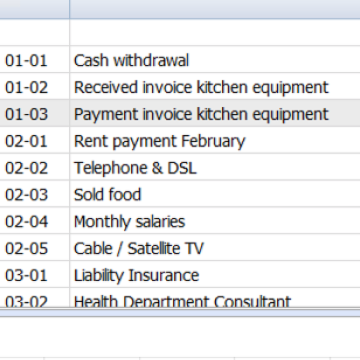 01-01 Cash withdrawal
01-02 Received invoice kitchen equipment
01-03 Payment invoice kitchen equipment
02-01 Rent payment February
02-02 Telephone & DSL
02-03 Sold food
02-04 Monthly salaries
02-05 Cable / Satellite TV
03-01 Liability Insurance
03-02 Health Department Consultant